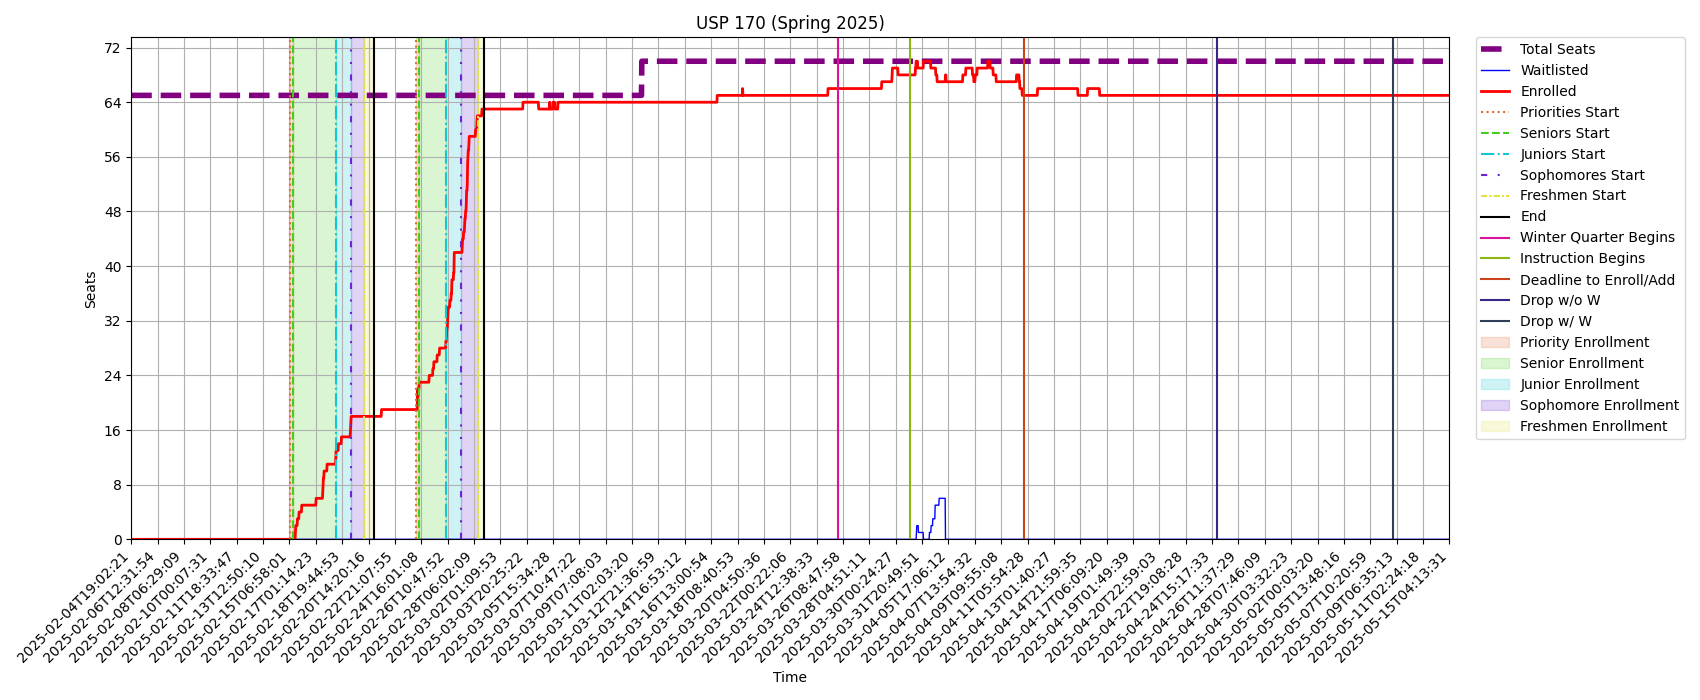 USP 170 (Spring 2025)
72
64
56
48
40
32
24
16
8
0
Seats
2025-02-04T19:02:21
2025-02-06T12:31:54
2025-02-08T06:29:09
2025-02-10T00:07:31
2025-02-11T18:33:47
2025-02-13T12:50:10
2025-02-15T06:58:01
2025-02-17T01:14:23
2025-02-18T19:44:53
2025-02-20T14:20:16
2025-02-22T21:07:55
2025-02-24T16:01:08
2025-02-26T10:47:52
2025-02-28T06:02:09
2025-03-02T01:09:53
2025-03-03T20:25:22
2025-03-05T15:34:28
2025-03-07T10:47:22
2025-03-09T07:08:03
2025-03-11T02:03:20
2025-03-12T21:36:59
2025-03-14T16:53:12
2025-03-16T13:00:54
2025-03-18T08:40:53
2025-03-20T04:50:36
2025-03-22T00:22:06
2025-03-24T12:38:33
2025-03-26T08:47:58
2025-03-28T04:51:11
2025-03-30T00:24:27
2025-03-31T20:49:51
2025-04-05T17:06:12
2025-04-07T13:54:32
2025-04-09T09:55:08
2025-04-11T05:54:28
2025-04-13T01:40:27
2025-04-14T21:59:35
2025-04-17T06:09:20
2025-04-19T01:49:39
2025-04-20T22:59:03
2025-04-22T19:08:28
2025-04-24T15:17:33
2025-04-26T11:37:29
2025-04-28T07:46:09
2025-04-30T03:32:23
2025-05-02T00:03:20
2025-05-05T13:48:16
2025-05-07T10:20:59
2025-05-09T06:35:13
2025-05-11T02:24:18
2025-05-15T04:13:31
Time
Total Seats
Waitlisted
Enrolled
Priorities Start
Seniors Start
Juniors Start
Sophomores Start
Freshmen Start
End
Winter Quarter Begins
Instruction Begins
Deadline to Enroll/Add
Drop w/o W
Drop w/ W
Priority Enrollment
Senior Enrollment
Junior Enrollment
Sophomore Enrollment
Freshmen Enrollment